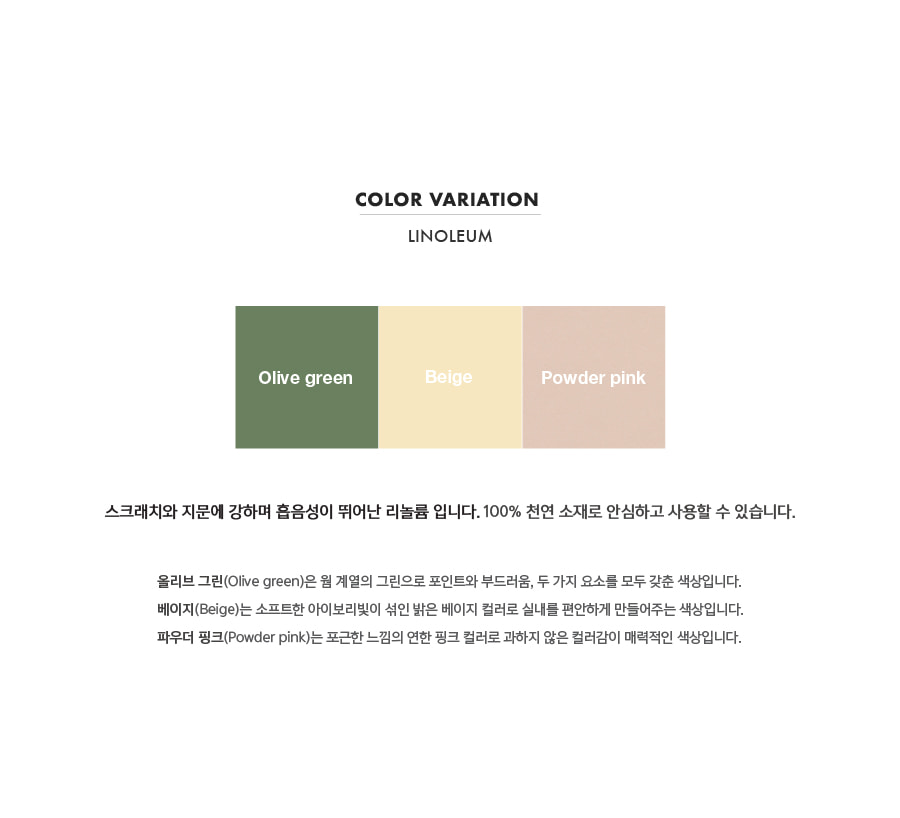 COLOR VARIATION
LINOLEUM
Olive green
Beige
Powder pink
스크래치와 지문에 강하며 흡음성이 뛰어난 리놀륨 입니다. 100% 천연 소재로 안심하고 사용할 수 있습니다.
올리브 그린(Olive green)은 웜 계열의 그린으로 포인트와 부드러움, 두 가지 요소를 모두 갖춘 색상입니다.
베이지(Beige)는 소프트한 아이보리빛이 섞인 밝은 베이지 컬러로 실내를 편안하게 만들어주는 색상입니다.
파우더 핑크(Powder pink)는 포근한 느낌의 연한 핑크 컬러로 과하지 않은 컬러감이 매력적인 색상입니다.